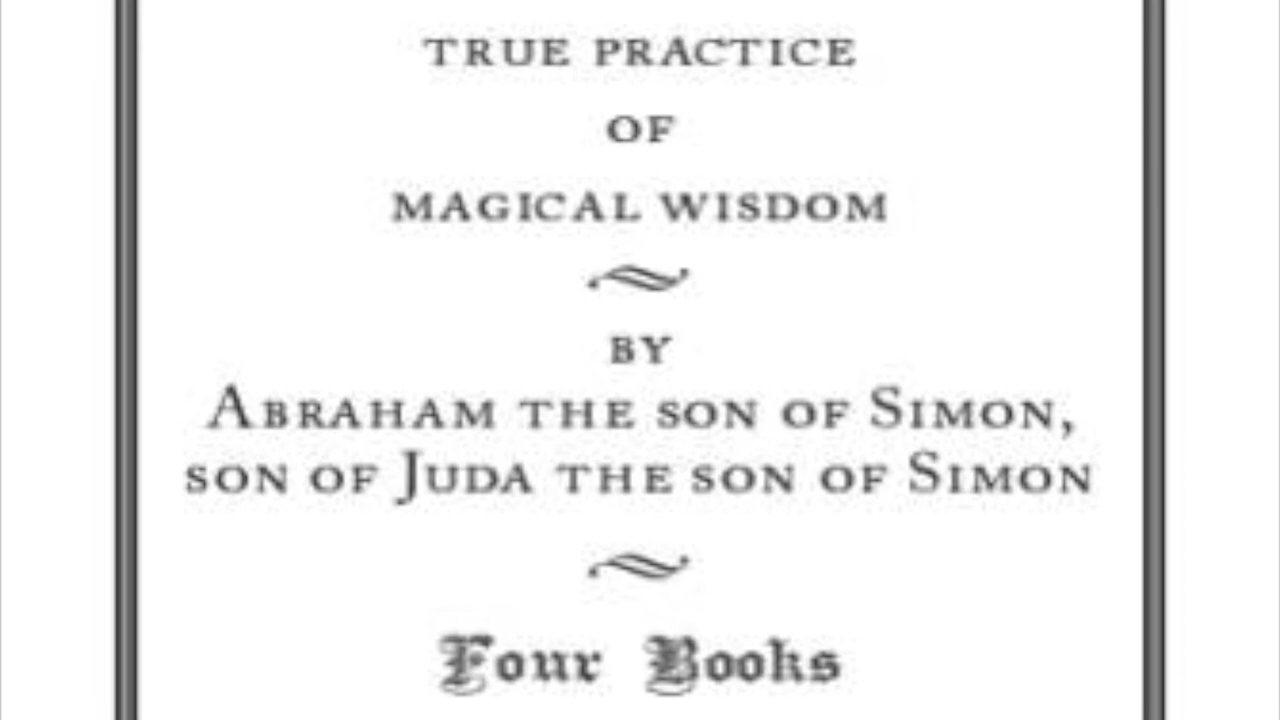 TRUE PRACTICE
OF
MAGICAL WISDOM
BY
ABRAHAM THE SON OF SIMON,
SON OF JUDA THE SON OF SIMON
Four Books